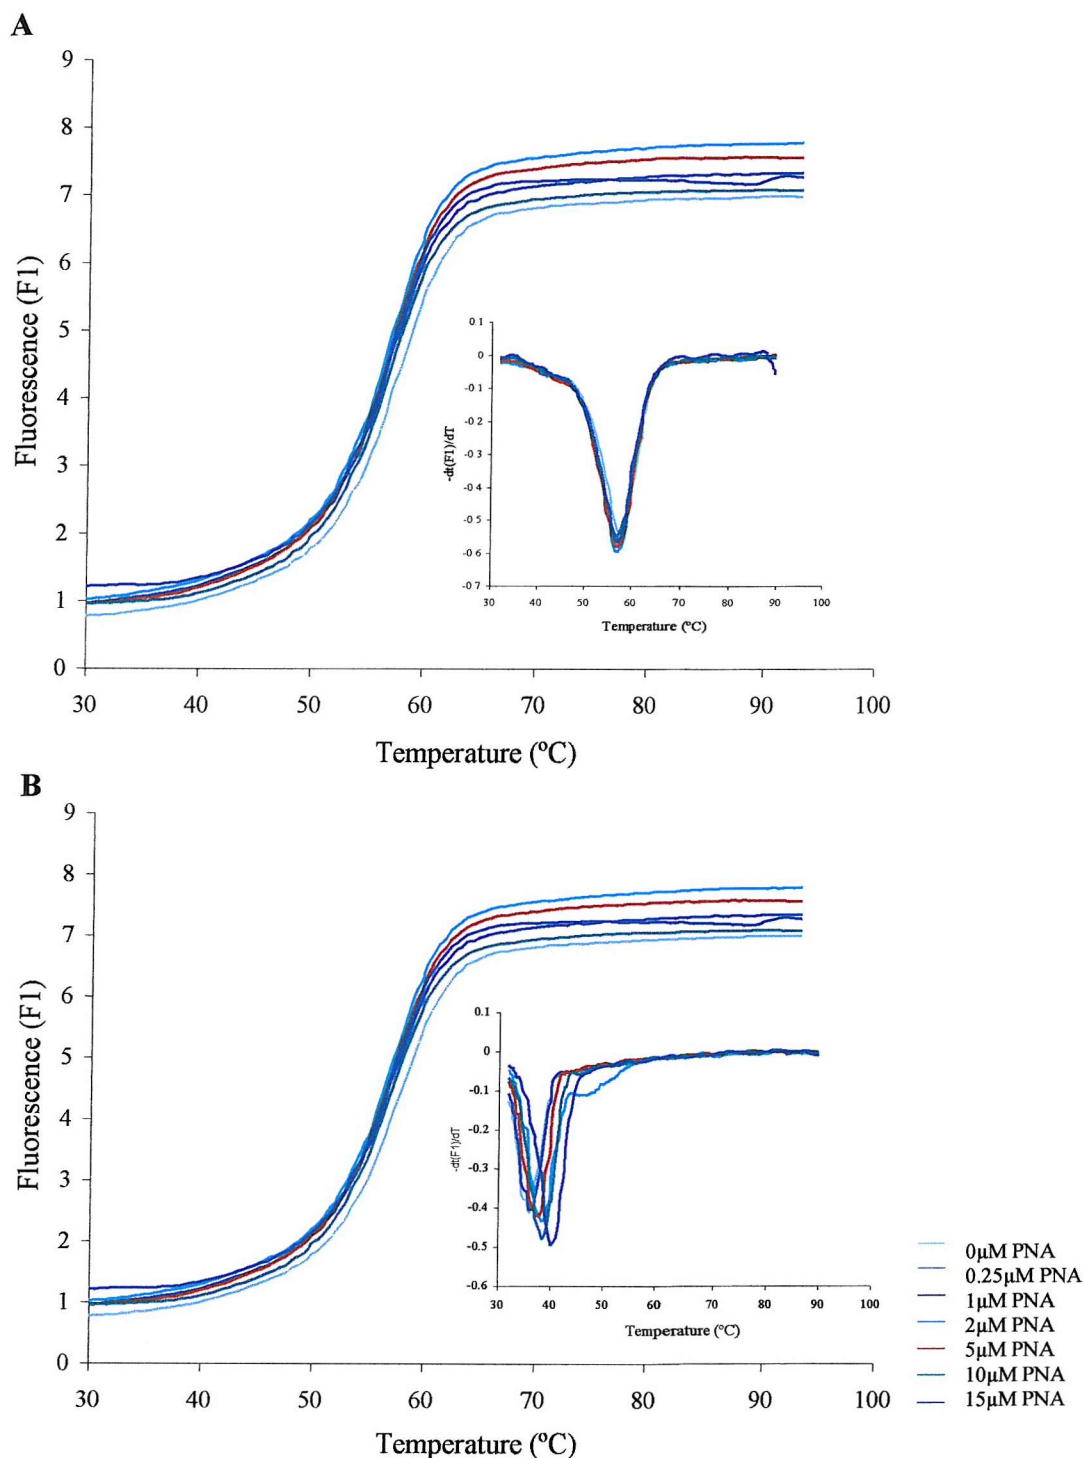 A
9
8
7
6
5
4
3
2
1
0
Fluorescence (F1)
30 40 50 60 70 80 90 100
Temperature (ºC)
0.1
0
-0.1
-0.2
-0.3
-0.4
-0.5
-0.6
-0.7
-dt(F1)/dT
30 40 50 60 70 80 90 100
Temperature (ºC)
B
9
8
7
6
5
4
3
2
1
0
Fluorescence (F1)
30 40 50 60 70 80 90 100
Temperature (ºC)
0.1
0
-0.1
-0.2
-0.3
-0.4
-0.5
-0.6
-dt(F1)/dT
30 40 50 60 70 80 90 100
Temperature (°C)
0µM PNA
0.25µM PNA
1µM PNA
2µM PNA
5µM PNA
10µM PNA
15µM PNA